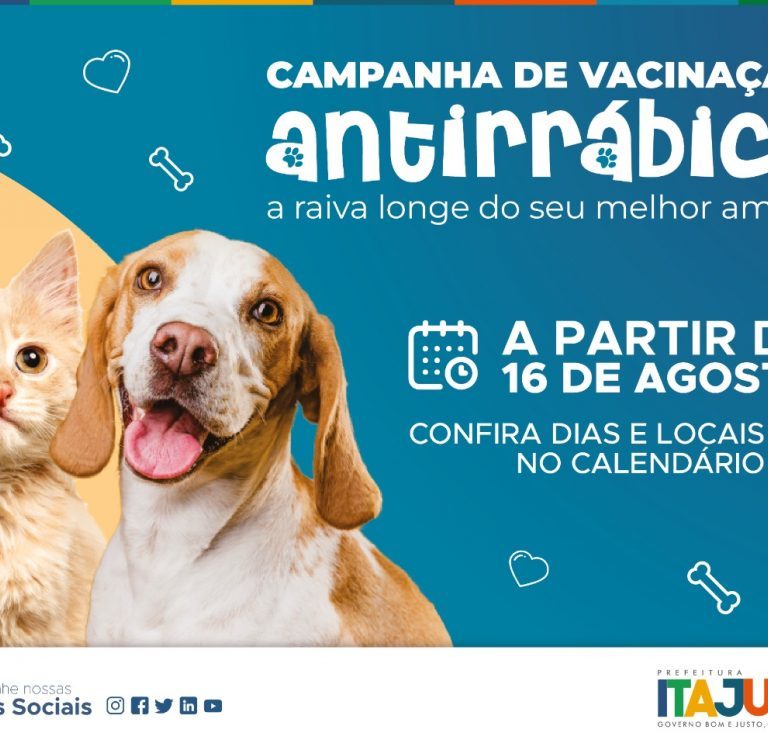 CAMPANHA DE VACINAÇA
antirrábic
a raiva longe do seu melhor am
A PARTIR D
16 DE AGOST
CONFIRA DIAS E LOCAIS
NO CALENDÁRIO
he nossas
s Sociais
PREFEITURA
ITAJU
GOVERNO BOM E JUSTO,